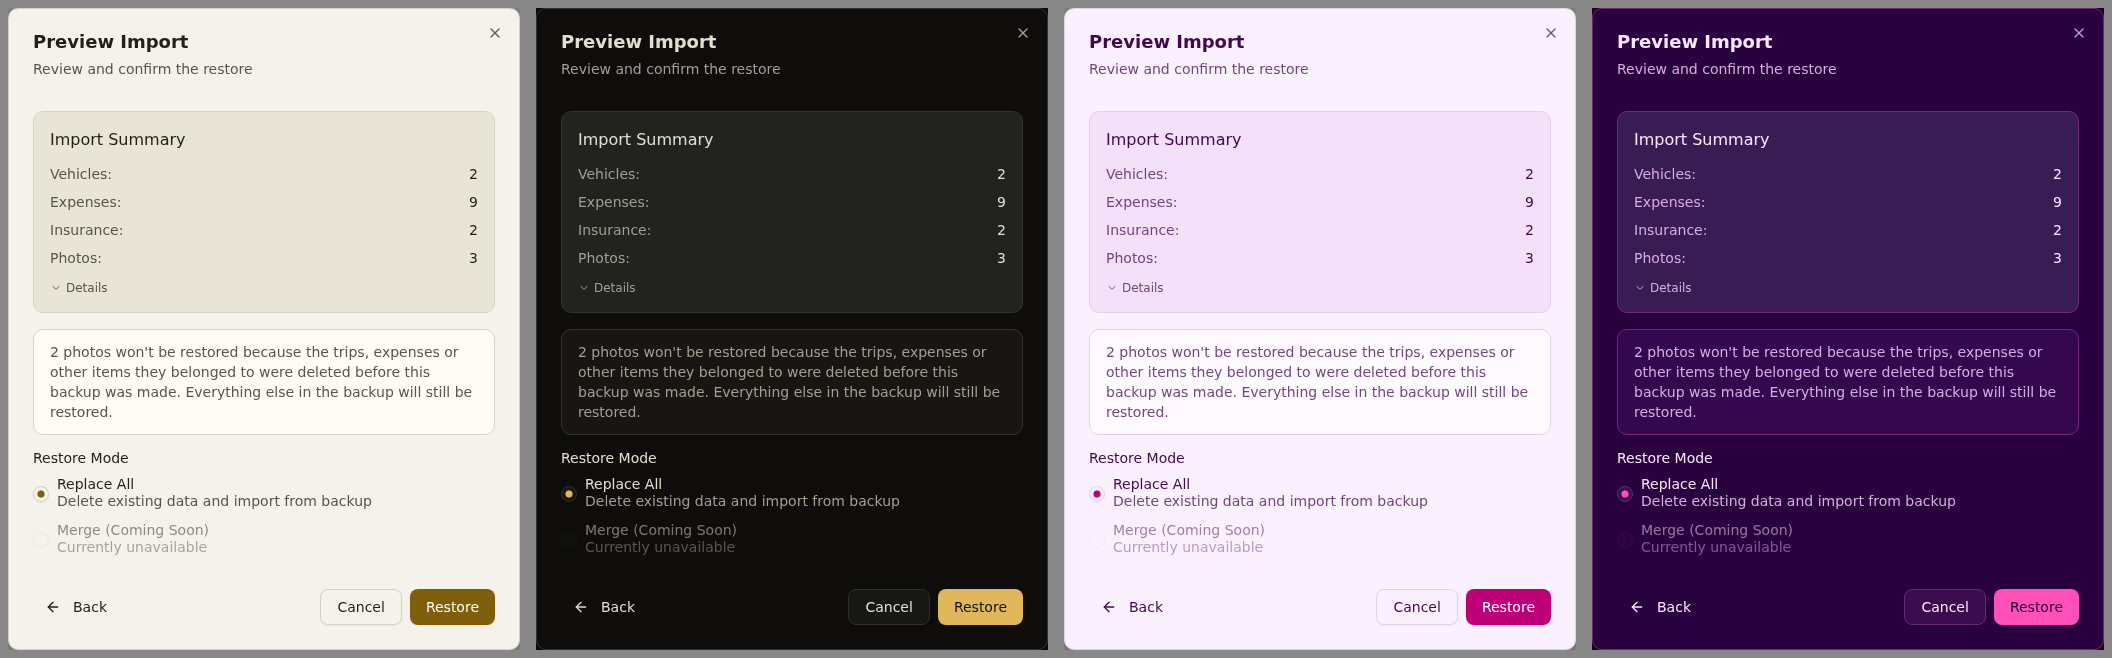 Preview Import
Review and confirm the restore
Import Summary
Vehicles: 2
Expenses: 9
Insurance: 2
Photos: 3
Details
2 photos won't be restored because the trips, expenses or
other items they belonged to were deleted before this
backup was made. Everything else in the backup will still be
restored.
Restore Mode
Replace All
Delete existing data and import from backup
Merge (Coming Soon)
Currently unavailable
Back Cancel Restore
Preview Import
Review and confirm the restore
Import Summary
Vehicles: 2
Expenses: 9
Insurance: 2
Photos: 3
Details
2 photos won't be restored because the trips, expenses or
other items they belonged to were deleted before this
backup was made. Everything else in the backup will still be
restored.
Restore Mode
Replace All
Delete existing data and import from backup
Merge (Coming Soon)
Currently unavailable
Back Cancel Restore
Preview Import
Review and confirm the restore
Import Summary
Vehicles: 2
Expenses: 9
Insurance: 2
Photos: 3
Details
2 photos won't be restored because the trips, expenses or
other items they belonged to were deleted before this
backup was made. Everything else in the backup will still be
restored.
Restore Mode
Replace All
Delete existing data and import from backup
Merge (Coming Soon)
Currently unavailable
Back Cancel Restore
Preview Import
Review and confirm the restore
Import Summary
Vehicles: 2
Expenses: 9
Insurance: 2
Photos: 3
Details
2 photos won't be restored because the trips, expenses or
other items they belonged to were deleted before this
backup was made. Everything else in the backup will still be
restored.
Restore Mode
Replace All
Delete existing data and import from backup
Merge (Coming Soon)
Currently unavailable
Back Cancel Restore